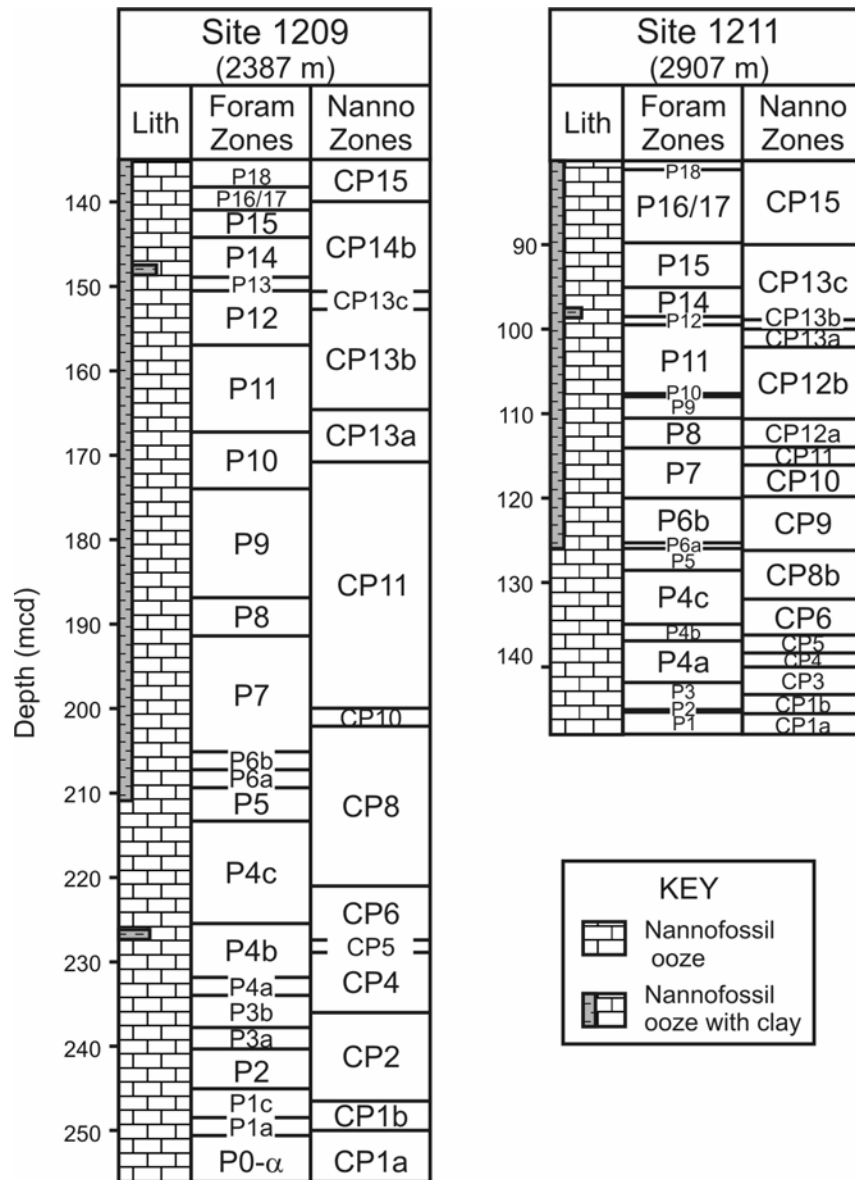 Site 1209
(2387 m)
Lith
Foram
Zones
Nanno
Zones
Depth (mcd)
140
150
160
170
180
190
200
210
220
230
240
250
P18
P16/17
P15
P14
P13
P12
P11
P10
P9
P8
P7
P6b
P6a
P5
P4c
P4b
P4a
P3b
P3a
P2
P1c
P1a
P0-α
CP15
CP14b
CP13c
CP13b
CP13a
CP11
CP10
CP8
CP6
CP5
CP4
CP2
CP1b
CP1a
Site 1211
(2907 m)
Lith
Foram
Zones
Nanno
Zones
90
100
110
120
130
140
P18
P16/17
P15
P14
P12
P11
P10
P9
P8
P7
P6b
P6a
P5
P4c
P4b
P4a
P3
P2
P1
CP15
CP13c
CP13b
CP13a
CP12b
CP12a
CP11
CP10
CP9
CP8b
CP6
CP5
CP4
CP3
CP1b
CP1a
KEY
Nannofossil
ooze
Nannofossil
ooze with clay